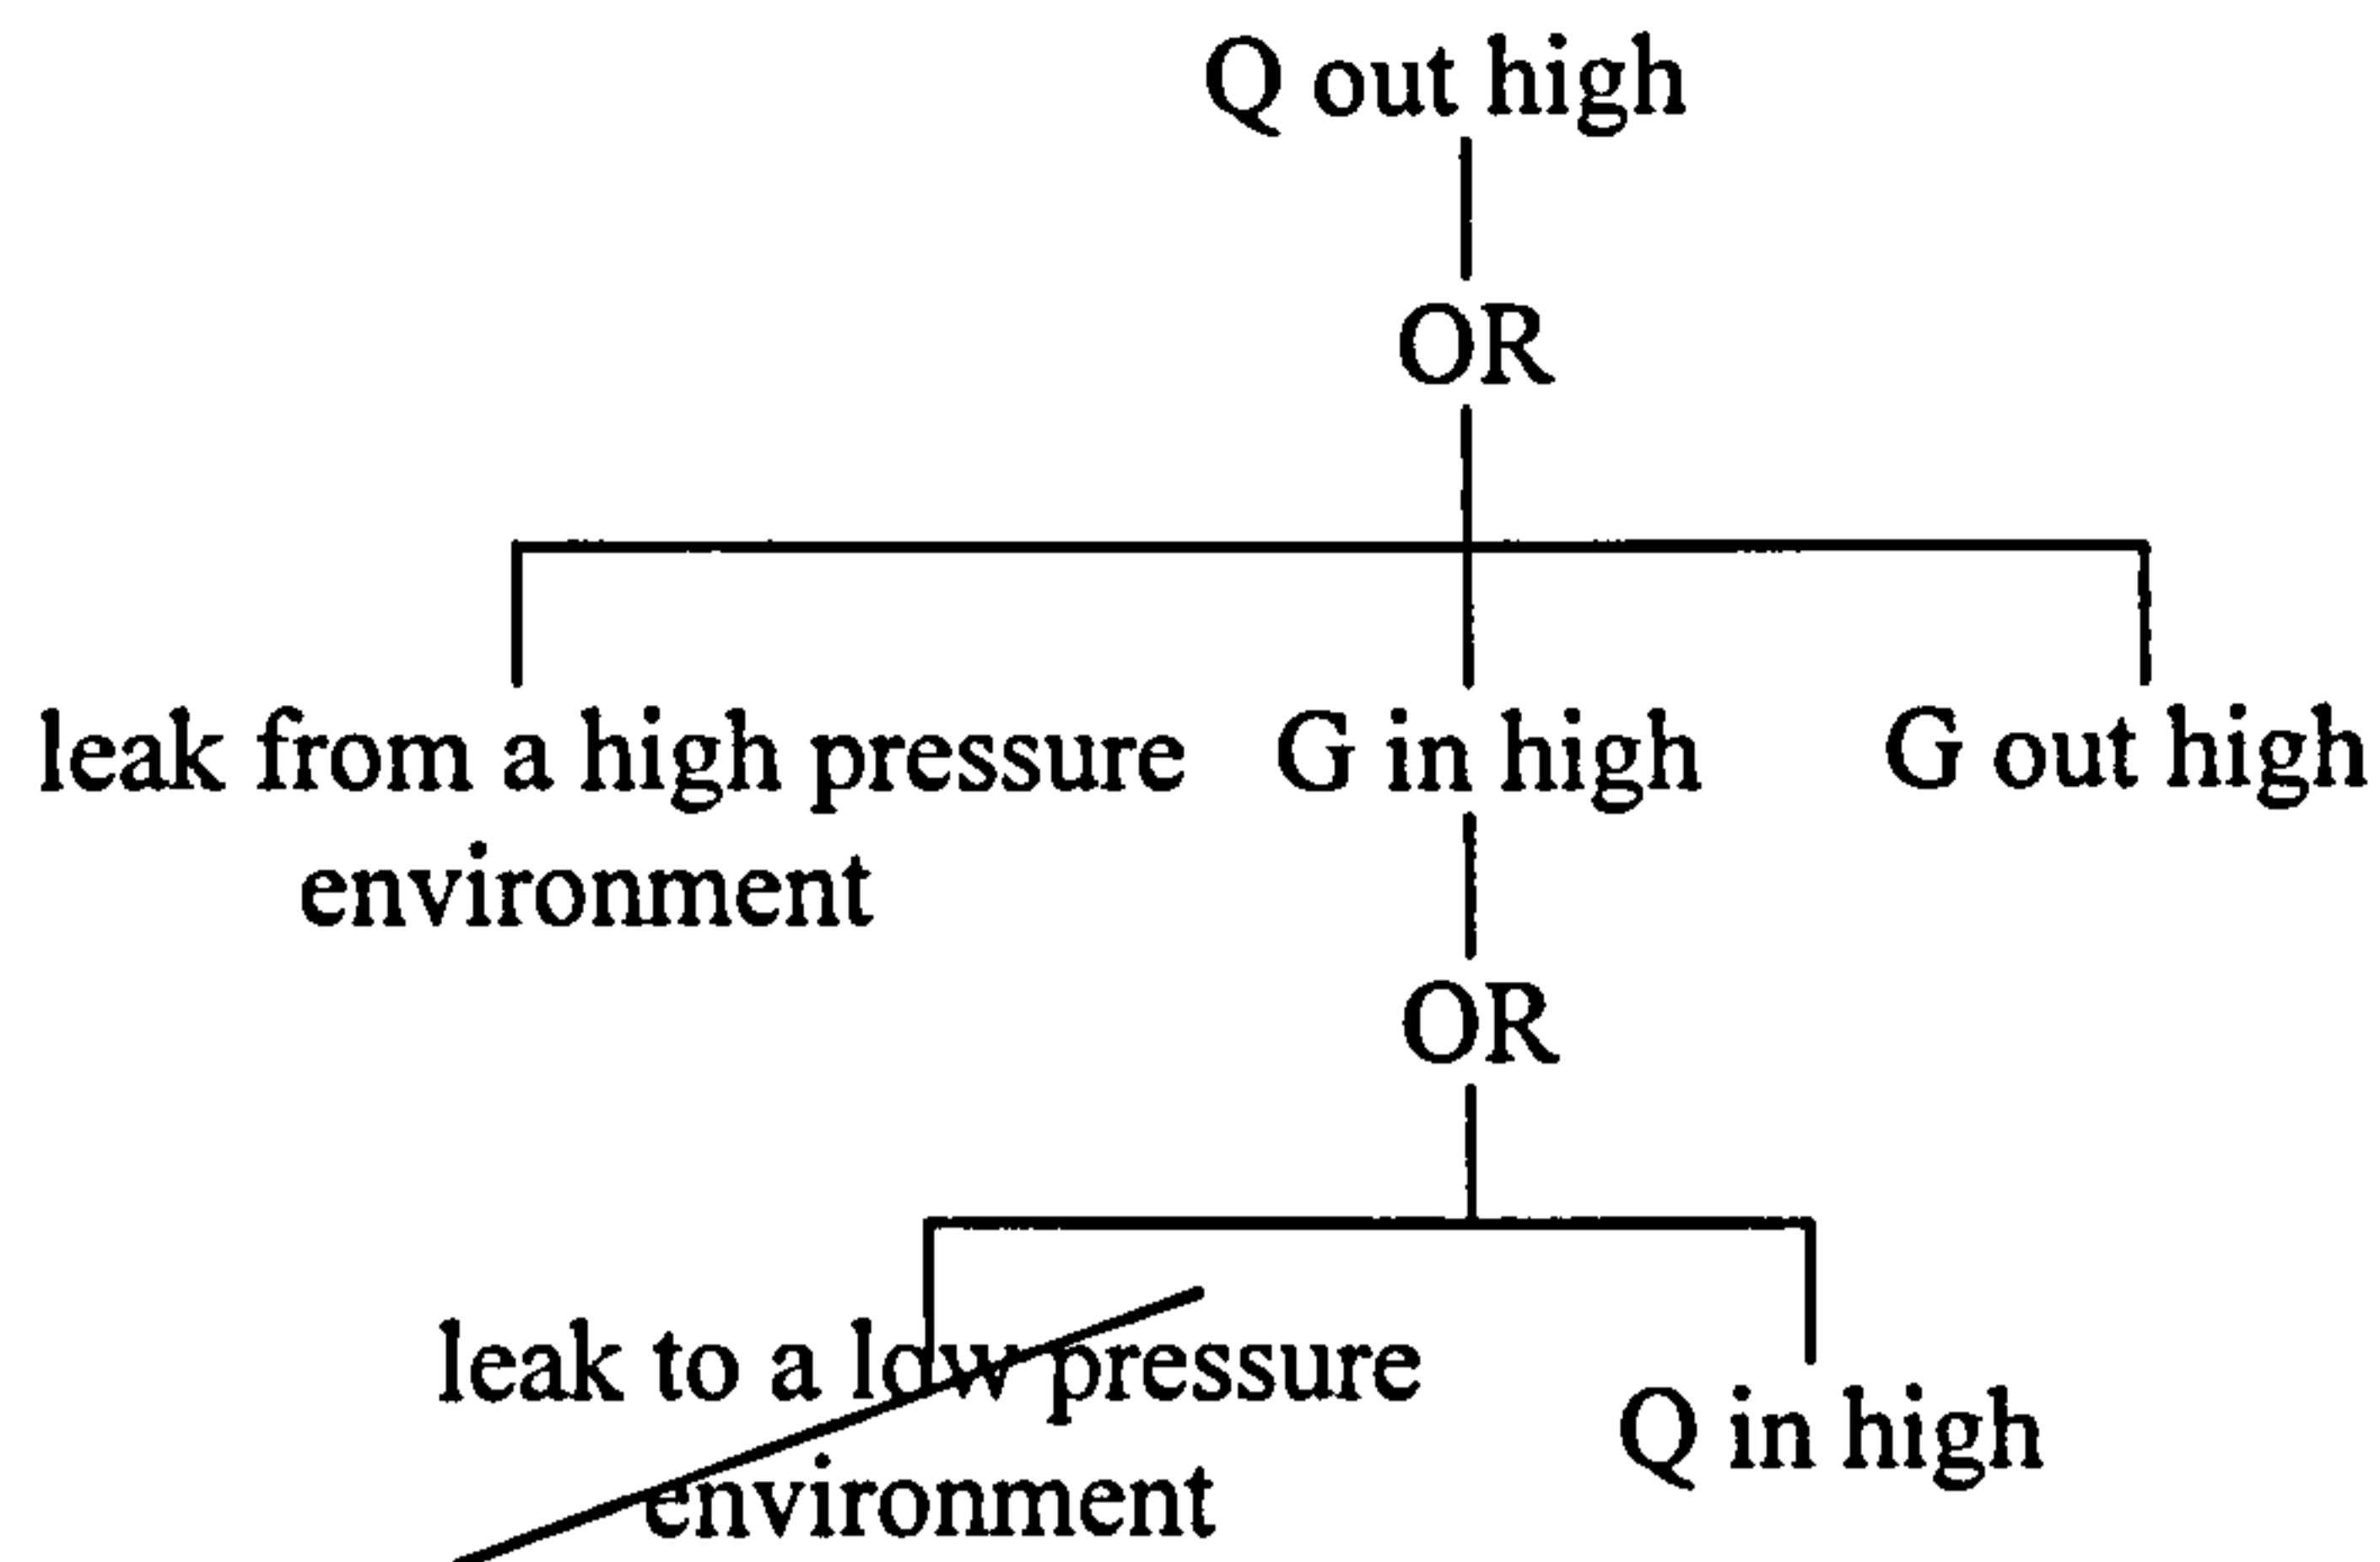 Q out high
OR
leak from a high pressure G in high G out high
environment
OR
leak to a low pressure
Q in high
environment